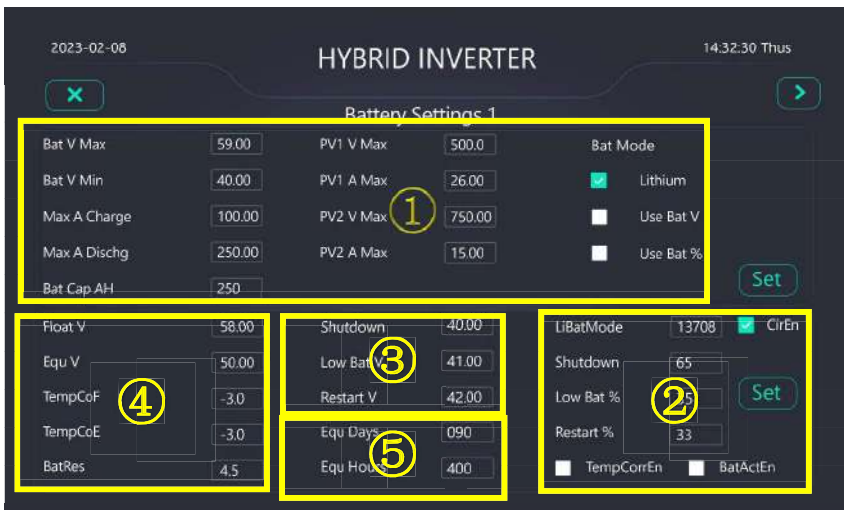 2023-02-08
HYBRID INVERTER
14:32:30 Thus
Battery Settings 1
Bat V Max 59.00 PV1 V Max 500.0 Bat Mode
Bat V Min 40.00 PV1 A Max 26.00 Lithium
Max A Charge 100.00 PV2 V Max 750.00 Use Bat V
Max A Dischg 250.00 PV2 A Max 15.00 Use Bat %
Bat Cap AH 250 Set
①
Float V 58.00 Shutdown 40.00 LiBatMode 13708 CirEn
Equ V 50.00 Low Bat V 41.00 Shutdown 65
TempCoF -3.0 Restart V 42.00 Low Bat % Set
TempCoE -3.0 Equ Days 090 Restart % 33
BatRes 4.5 Equ Hours 400 TempCorrEn BatActEn
④ ③ ⑤ ②